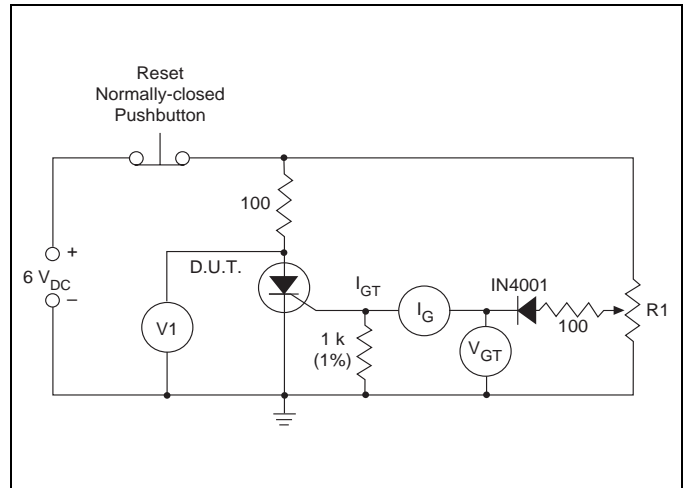 Reset
Normally-closed
Pushbutton
100
+
6 V_DC
–
D.U.T.
V1
I_GT
1 k
(1%)
I_G
V_GT
IN4001
100
R1